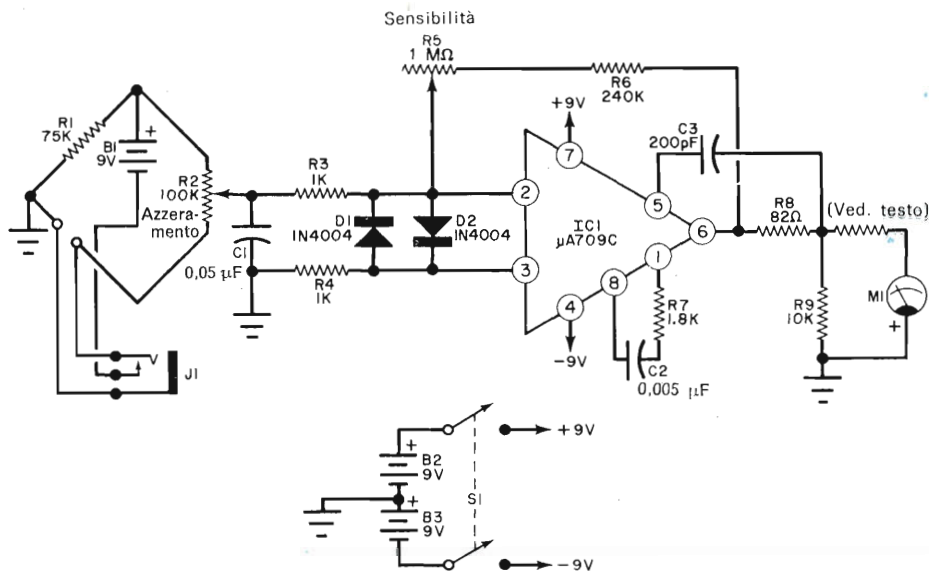 Sensibilità
R5
1 MΩ
R6
240K
+9V
C3
200pF
R1
75K
+
B1
9V
R2
100K
Azzera-
mento
R3
1K
7
2
5
D1
1N4004
D2
1N4004
IC1
μA709C
6
R8
82Ω
(Ved. testo)
C1
0,05 μF
R4
1K
3
1
8
4
-9V
R7
1.8K
C2
0,005 μF
R9
10K
M1
+
J1
+9V
+
B2
9V
S1
+
B3
9V
-9V